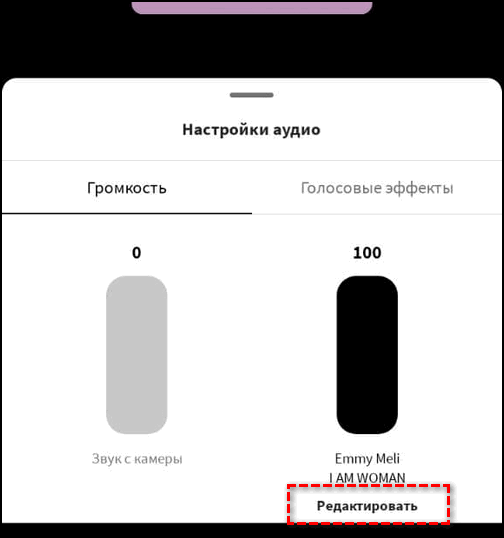 Настройки аудио
Громкость Голосовые эффекты
0 100
Звук с камеры Emmy Meli
I AM WOMAN
Редактировать